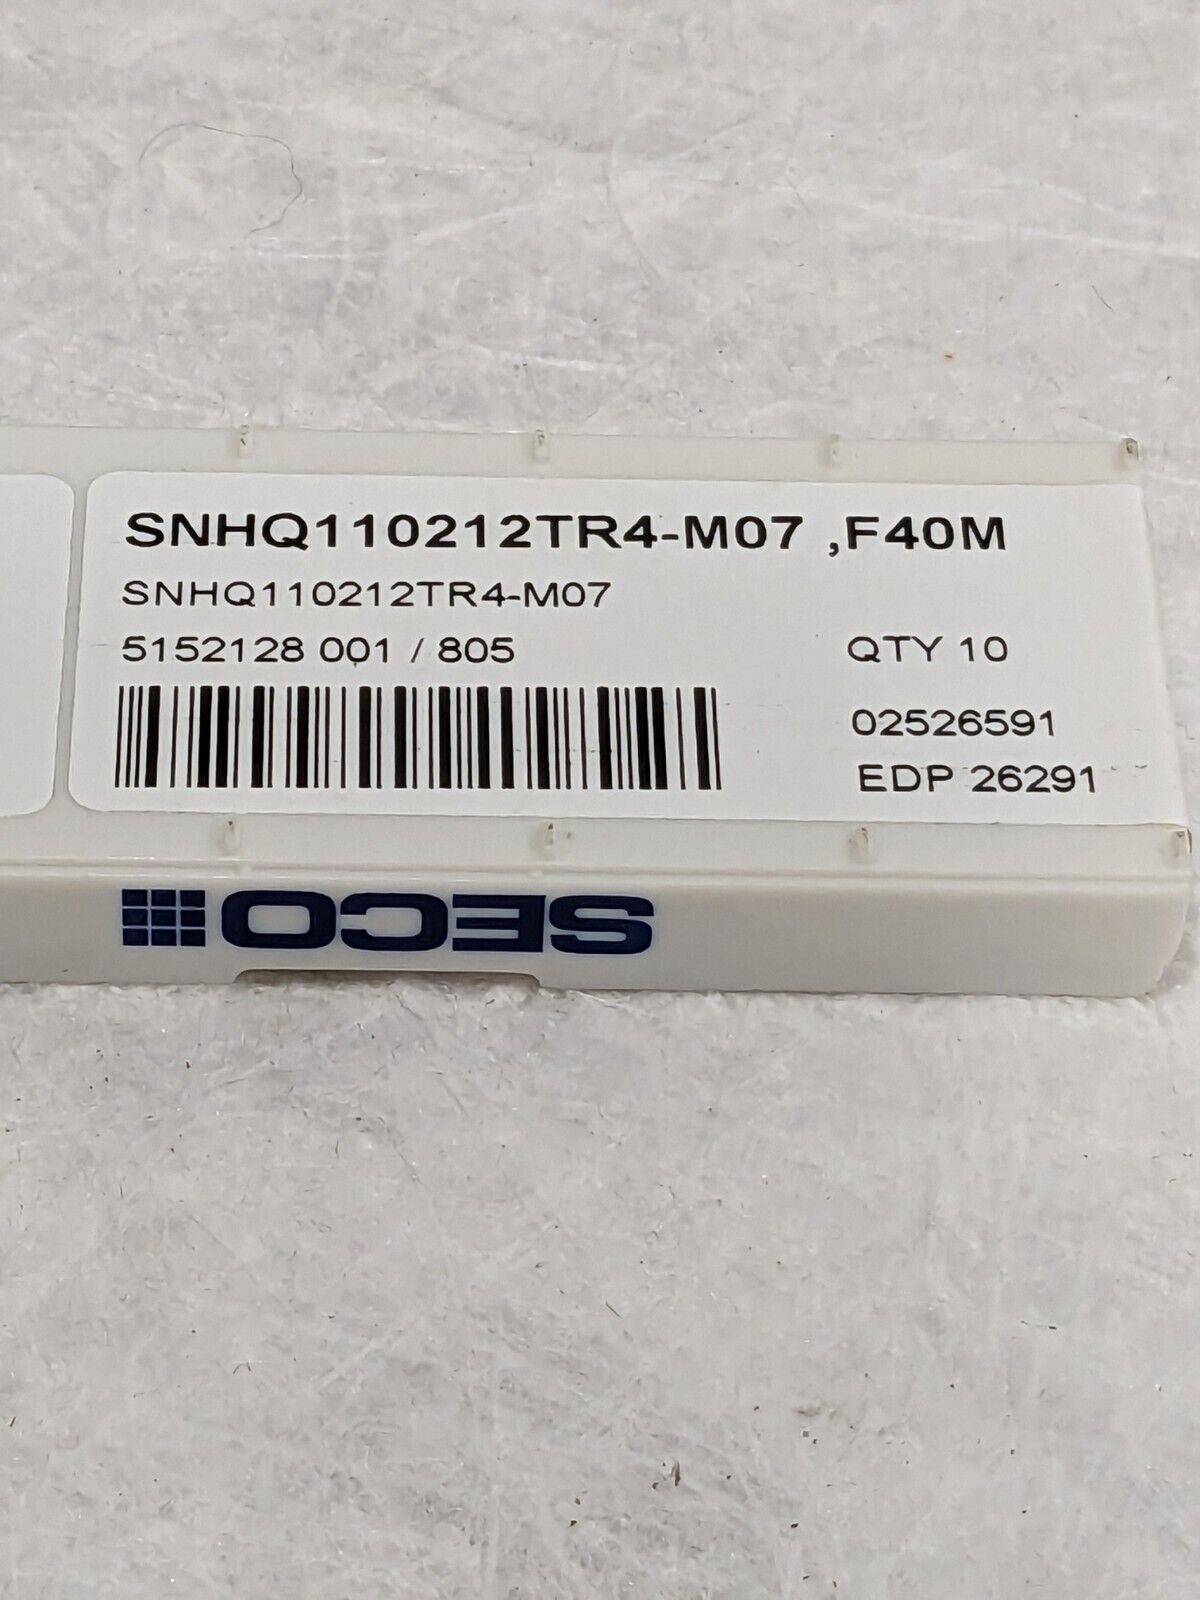 SNHQ110212TR4-M07 ,F40M
SNHQ110212TR4-M07
5152128 001 / 805
QTY 10
02526591
EDP 26291
SECO